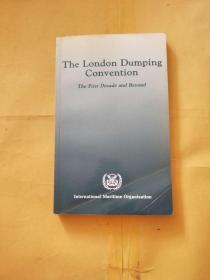 The London Dumping
Convention
The First Decade and Beyond
International Maritime Organization